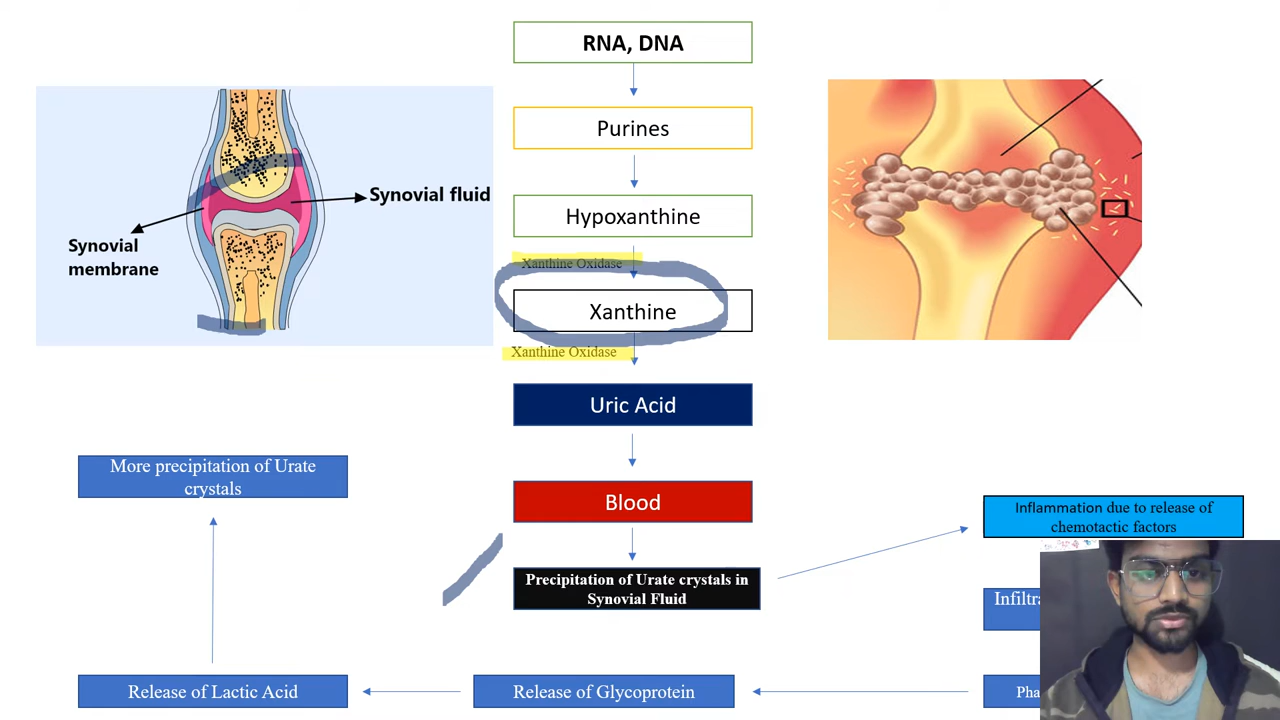 RNA, DNA
Purines
Synovial fluid
Hypoxanthine
Synovial
membrane
Xanthine Oxidase
Xanthine
Xanthine Oxidase
Uric Acid
More precipitation of Urate
crystals
Blood
Inflammation due to release of
chemotactic factors
Precipitation of Urate crystals in
Synovial Fluid
Release of Lactic Acid
Release of Glycoprotein